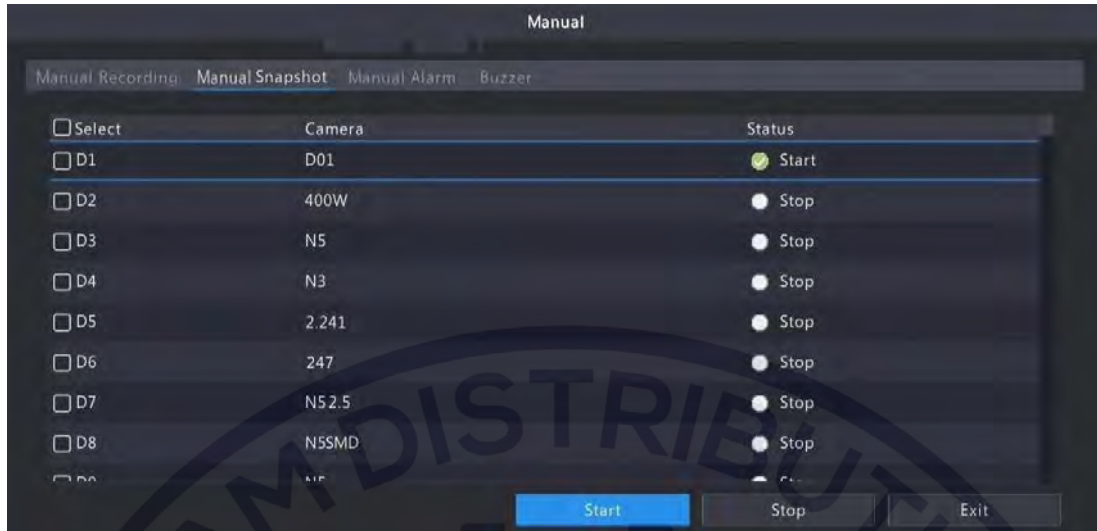 Manual
Manual Recording Manual Snapshot Manual Alarm Buzzer
Select Camera Status
D1 D01 Start
D2 400W Stop
D3 N5 Stop
D4 N3 Stop
D5 2.241 Stop
D6 247 Stop
D7 N52.5 Stop
D8 N5SMD Stop
Start Stop Exit
DISTRIBUT